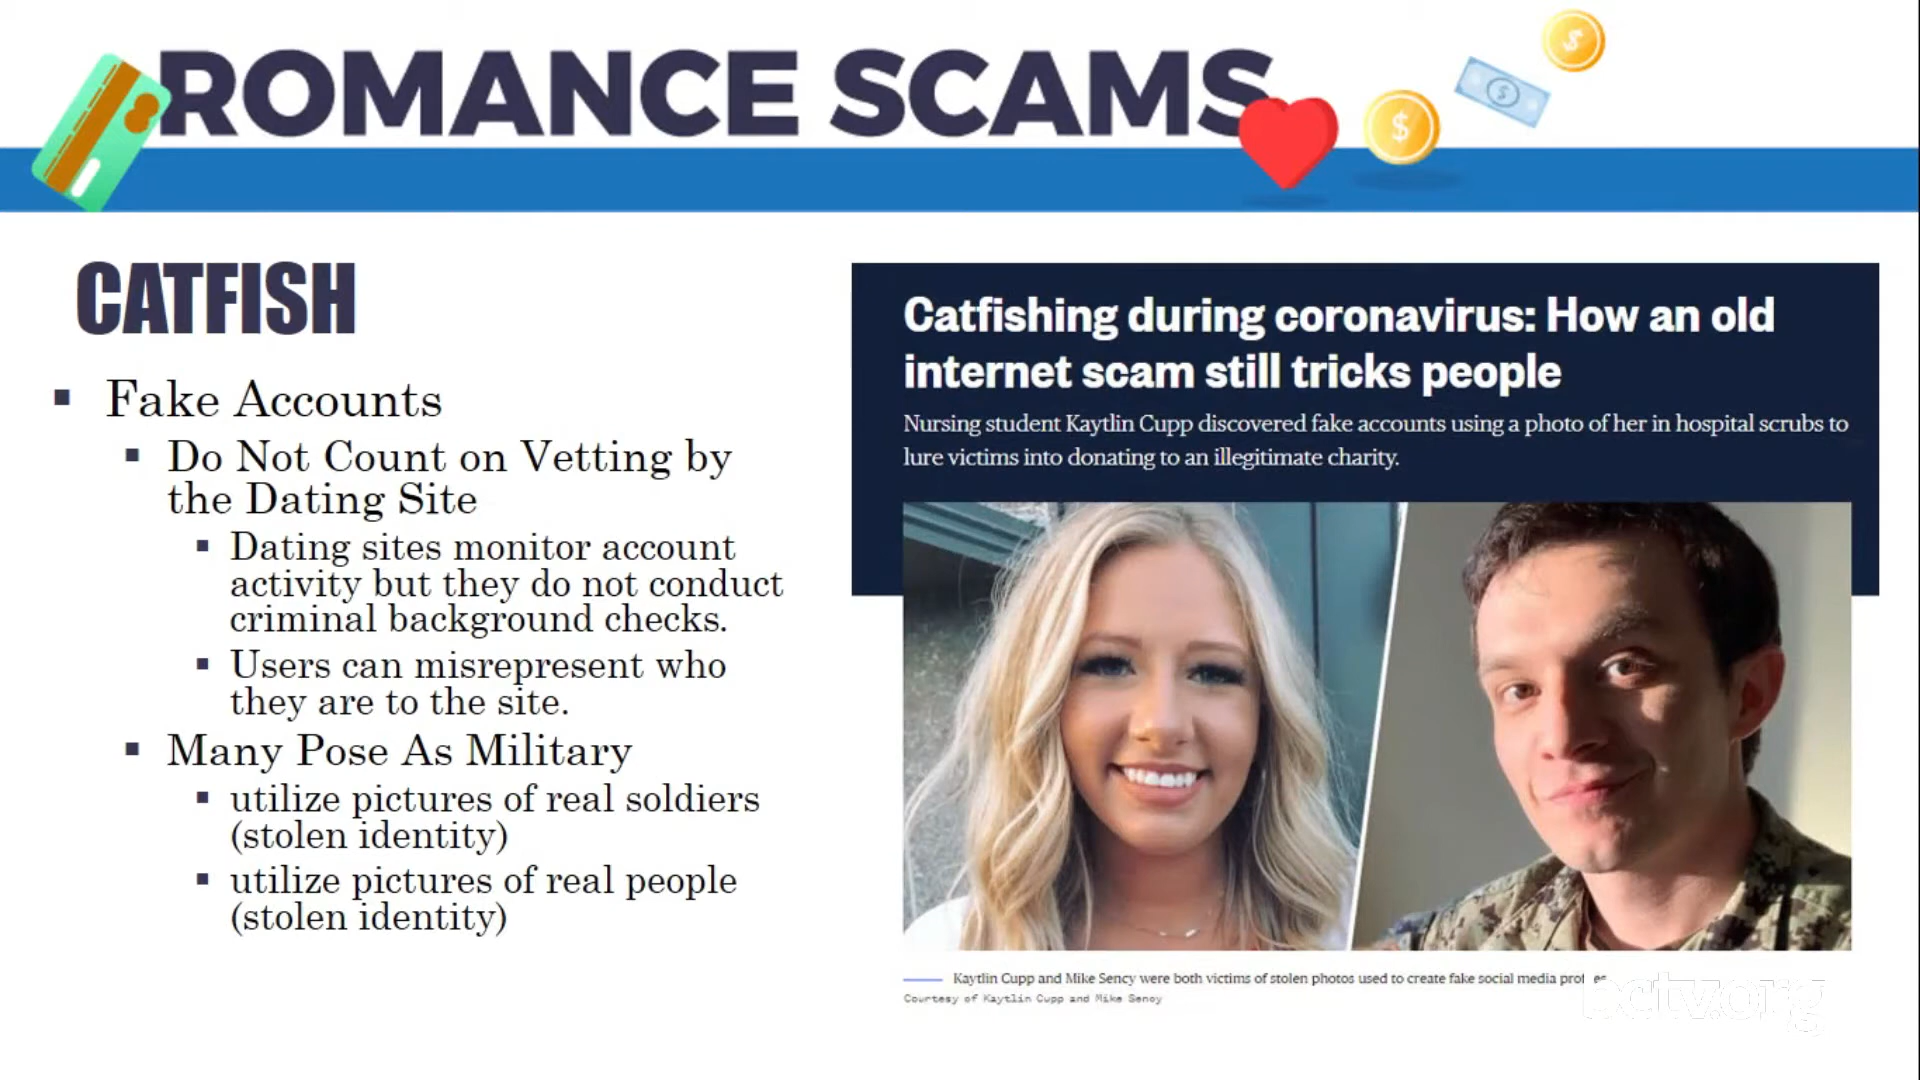 ROMANCE SCAMS
CATFISH
Fake Accounts
Do Not Count on Vetting by
the Dating Site
Dating sites monitor account
activity but they do not conduct
criminal background checks.
Users can misrepresent who
they are to the site.
Many Pose As Military
utilize pictures of real soldiers
(stolen identity)
utilize pictures of real people
(stolen identity)
Catfishing during coronavirus: How an old
internet scam still tricks people
Nursing student Kaytlin Cupp discovered fake accounts using a photo of her in hospital scrubs to
lure victims into donating to an illegitimate charity.
Kaytlin Cupp and Mike Sency were both victims of stolen photos used to create fake social media
Courtesy of Kaytlin Cupp and Mike Sency
bctv.org